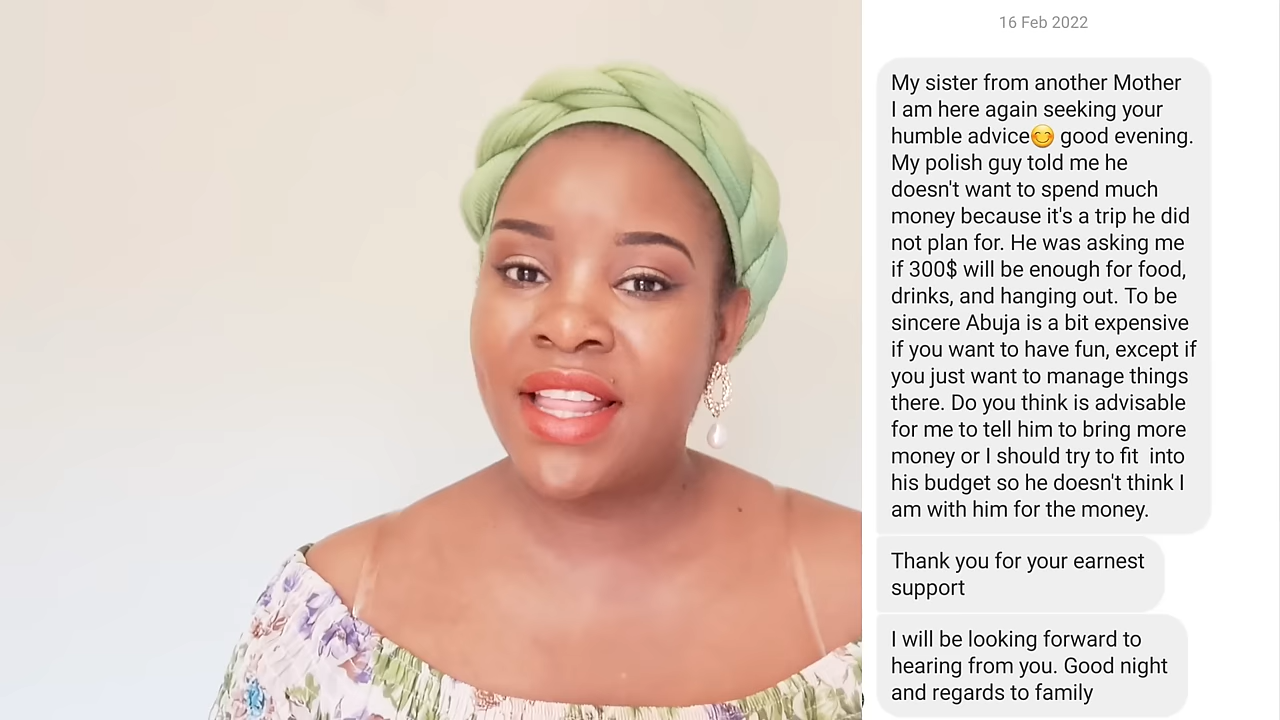 16 Feb 2022
My sister from another Mother
I am here again seeking your
humble advice😊 good evening.
My polish guy told me he
doesn't want to spend much
money because it's a trip he did
not plan for. He was asking me
if 300$ will be enough for food,
drinks, and hanging out. To be
sincere Abuja is a bit expensive
if you want to have fun, except if
you just want to manage things
there. Do you think is advisable
for me to tell him to bring more
money or I should try to fit  into
his budget so he doesn't think I
am with him for the money.
Thank you for your earnest
support
I will be looking forward to
hearing from you. Good night
and regards to family